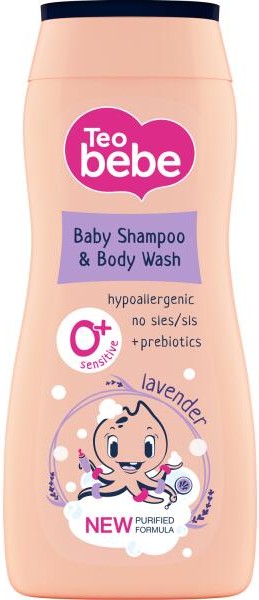 Teo
bebe
Baby Shampoo
& Body Wash
hypoallergenic
no sles/sls
+prebiotics
0+
sensitive
lavender
NEW PURIFIED
FORMULA